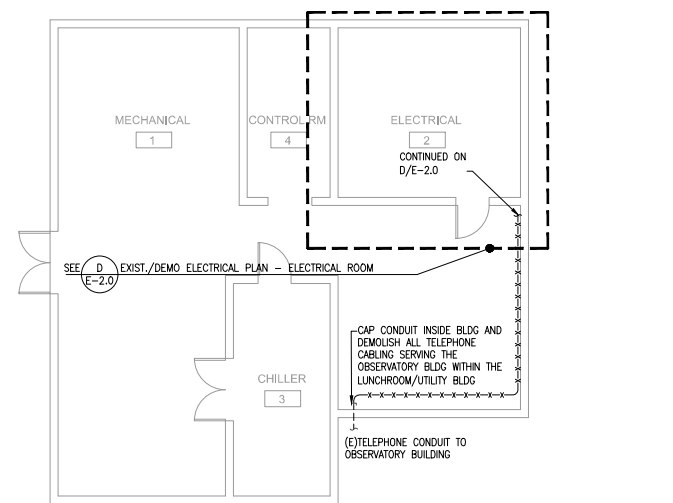 MECHANICAL
1
CONTROL RM
4
ELECTRICAL
2
CONTINUED ON
D/E-2.0
SEE D EXIST./DEMO ELECTRICAL PLAN - ELECTRICAL ROOM
E-2.0
CAP CONDUIT INSIDE BLDG AND
DEMOLISH ALL TELEPHONE
CABLING SERVING THE
OBSERVATORY BLDG WITHIN THE
LUNCHROOM/UTILITY BLDG
CHILLER
3
(E)TELEPHONE CONDUIT TO
OBSERVATORY BUILDING